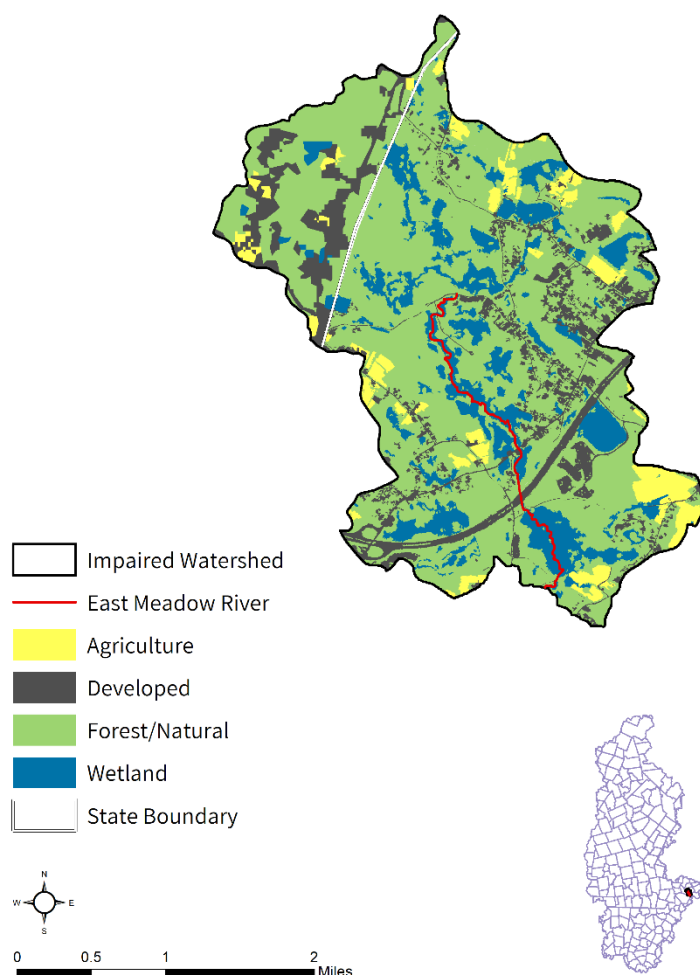 Impaired Watershed
East Meadow River
Agriculture
Developed
Forest/Natural
Wetland
State Boundary
N
W E
S
0 0.5 1 2
Miles